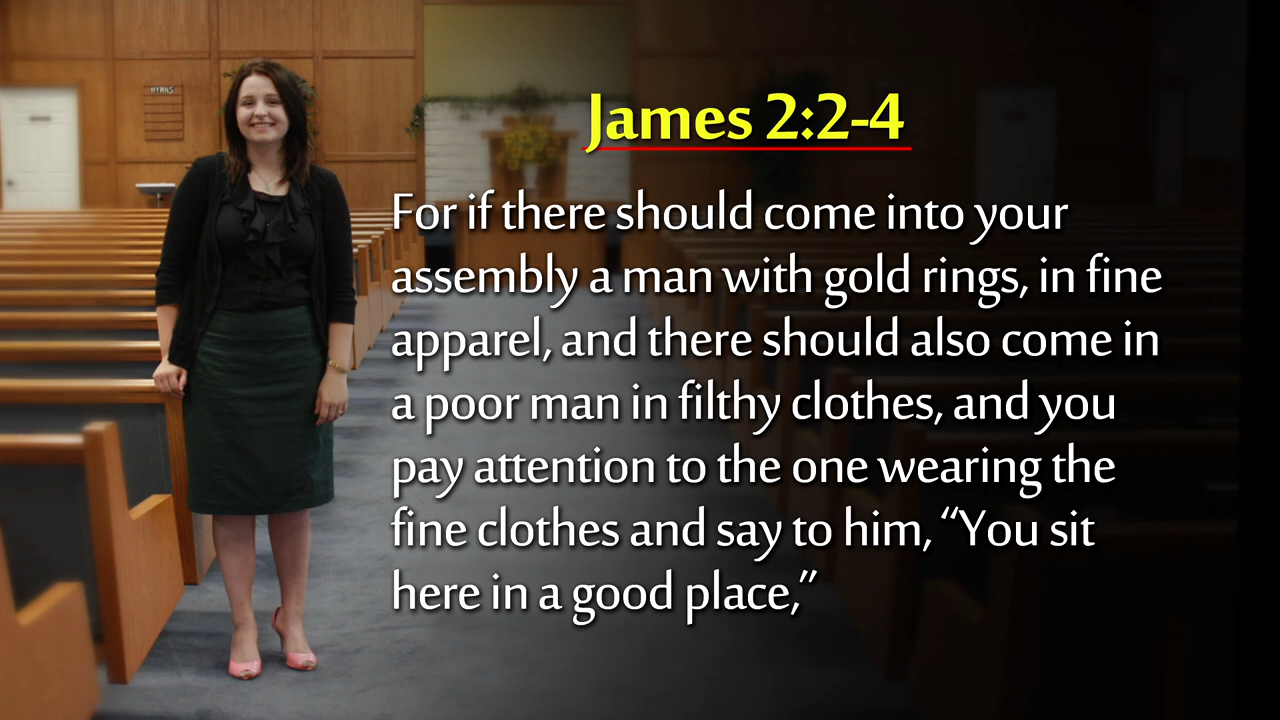 HYMNS
James 2:2-4
For if there should come into your
assembly a man with gold rings, in fine
apparel, and there should also come in
a poor man in filthy clothes, and you
pay attention to the one wearing the
fine clothes and say to him, “You sit
here in a good place,”